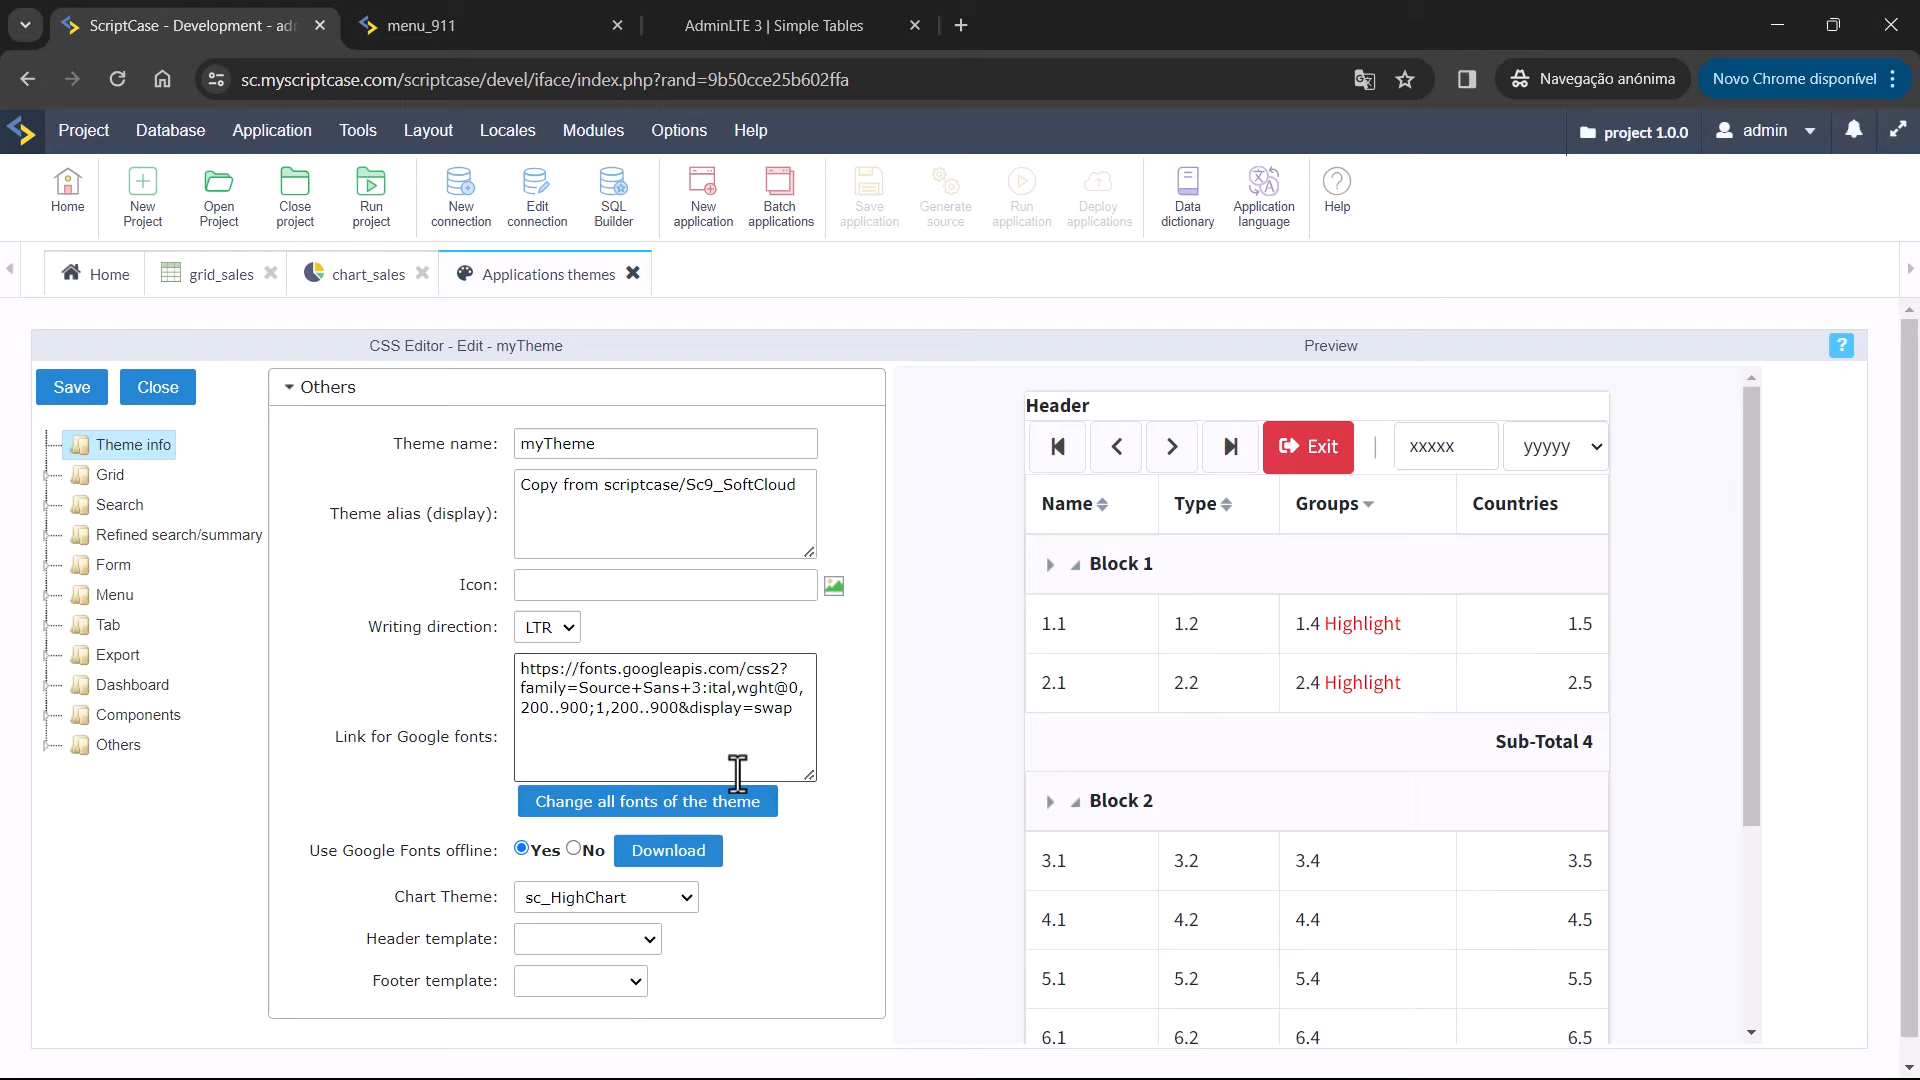 ScriptCase - Development - adm
menu_911
AdminLTE 3 | Simple Tables
sc.myscriptcase.com/scriptcase/devel/iface/index.php?rand=9b50cce25b602ffa
Navegação anónima
Novo Chrome disponível
Project Database Application Tools Layout Locales Modules Options Help
project 1.0.0
admin
Home
New Project
Open Project
Close project
Run project
New connection
Edit connection
SQL Builder
New application
Batch applications
Save application
Generate source
Run application
Deploy applications
Data dictionary
Application language
Help
Home
grid_sales
chart_sales
Applications themes
CSS Editor - Edit - myTheme
Preview
?
Save
Close
Theme info
Grid
Search
Refined search/summary
Form
Menu
Tab
Export
Dashboard
Components
Others
Others
Theme name: myTheme
Theme alias (display): Copy from scriptcase/Sc9_SoftCloud
Icon:
Writing direction: LTR
Link for Google fonts:
https://fonts.googleapis.com/css2?
family=Source+Sans+3:ital,wght@0,
200..900;1,200..900&display=swap
Change all fonts of the theme
Use Google Fonts offline: Yes No Download
Chart Theme: sc_HighChart
Header template:
Footer template:
Header
Exit | xxxxx yyyyy
Name Type Groups Countries
Block 1
1.1 1.2 1.4 Highlight 1.5
2.1 2.2 2.4 Highlight 2.5
Sub-Total 4
Block 2
3.1 3.2 3.4 3.5
4.1 4.2 4.4 4.5
5.1 5.2 5.4 5.5
6.1 6.2 6.4 6.5